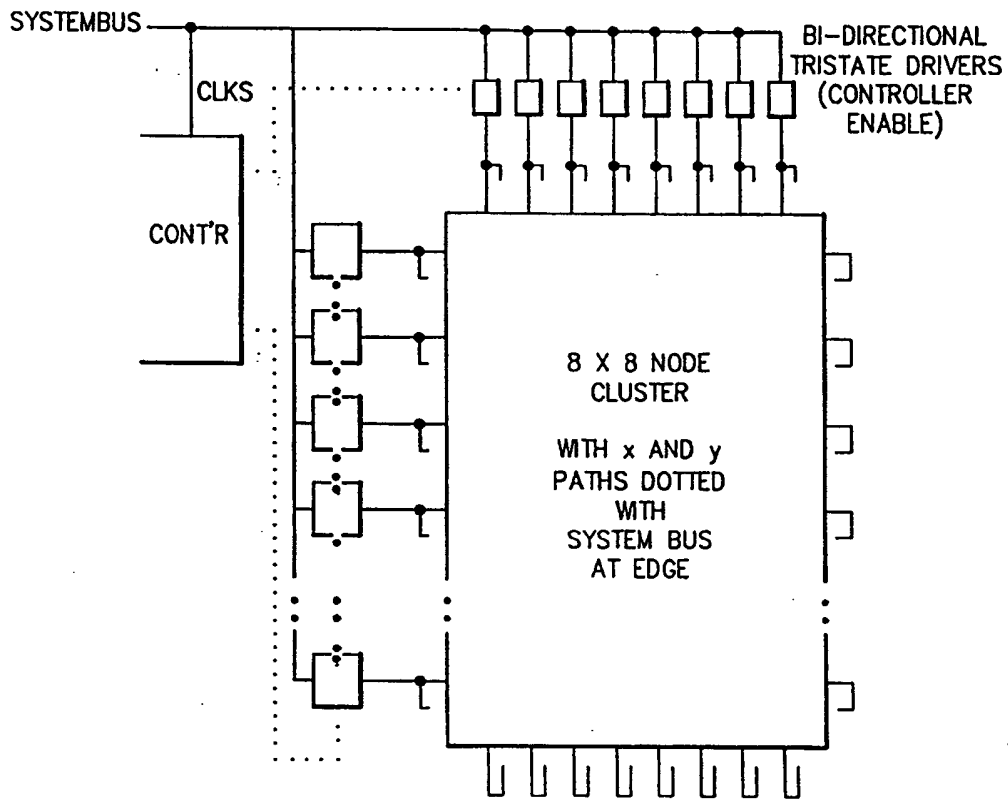 SYSTEMBUS
BI-DIRECTIONAL
TRISTATE DRIVERS
(CONTROLLER
ENABLE)
CLKS
CONT'R
8 X 8 NODE
CLUSTER
WITH x AND y
PATHS DOTTED
WITH
SYSTEM BUS
AT EDGE